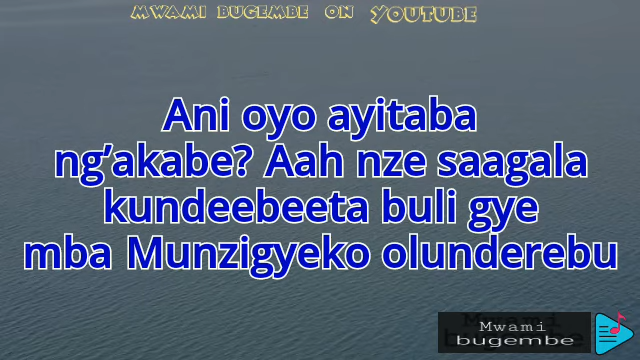 Mwami bugembe on YouTube
Ani oyo ayitaba
ng’akabe? Aah nze saagala
kundeebeeta buli gye
mba Munzigyeko olunderebu
Mwami
bugembe